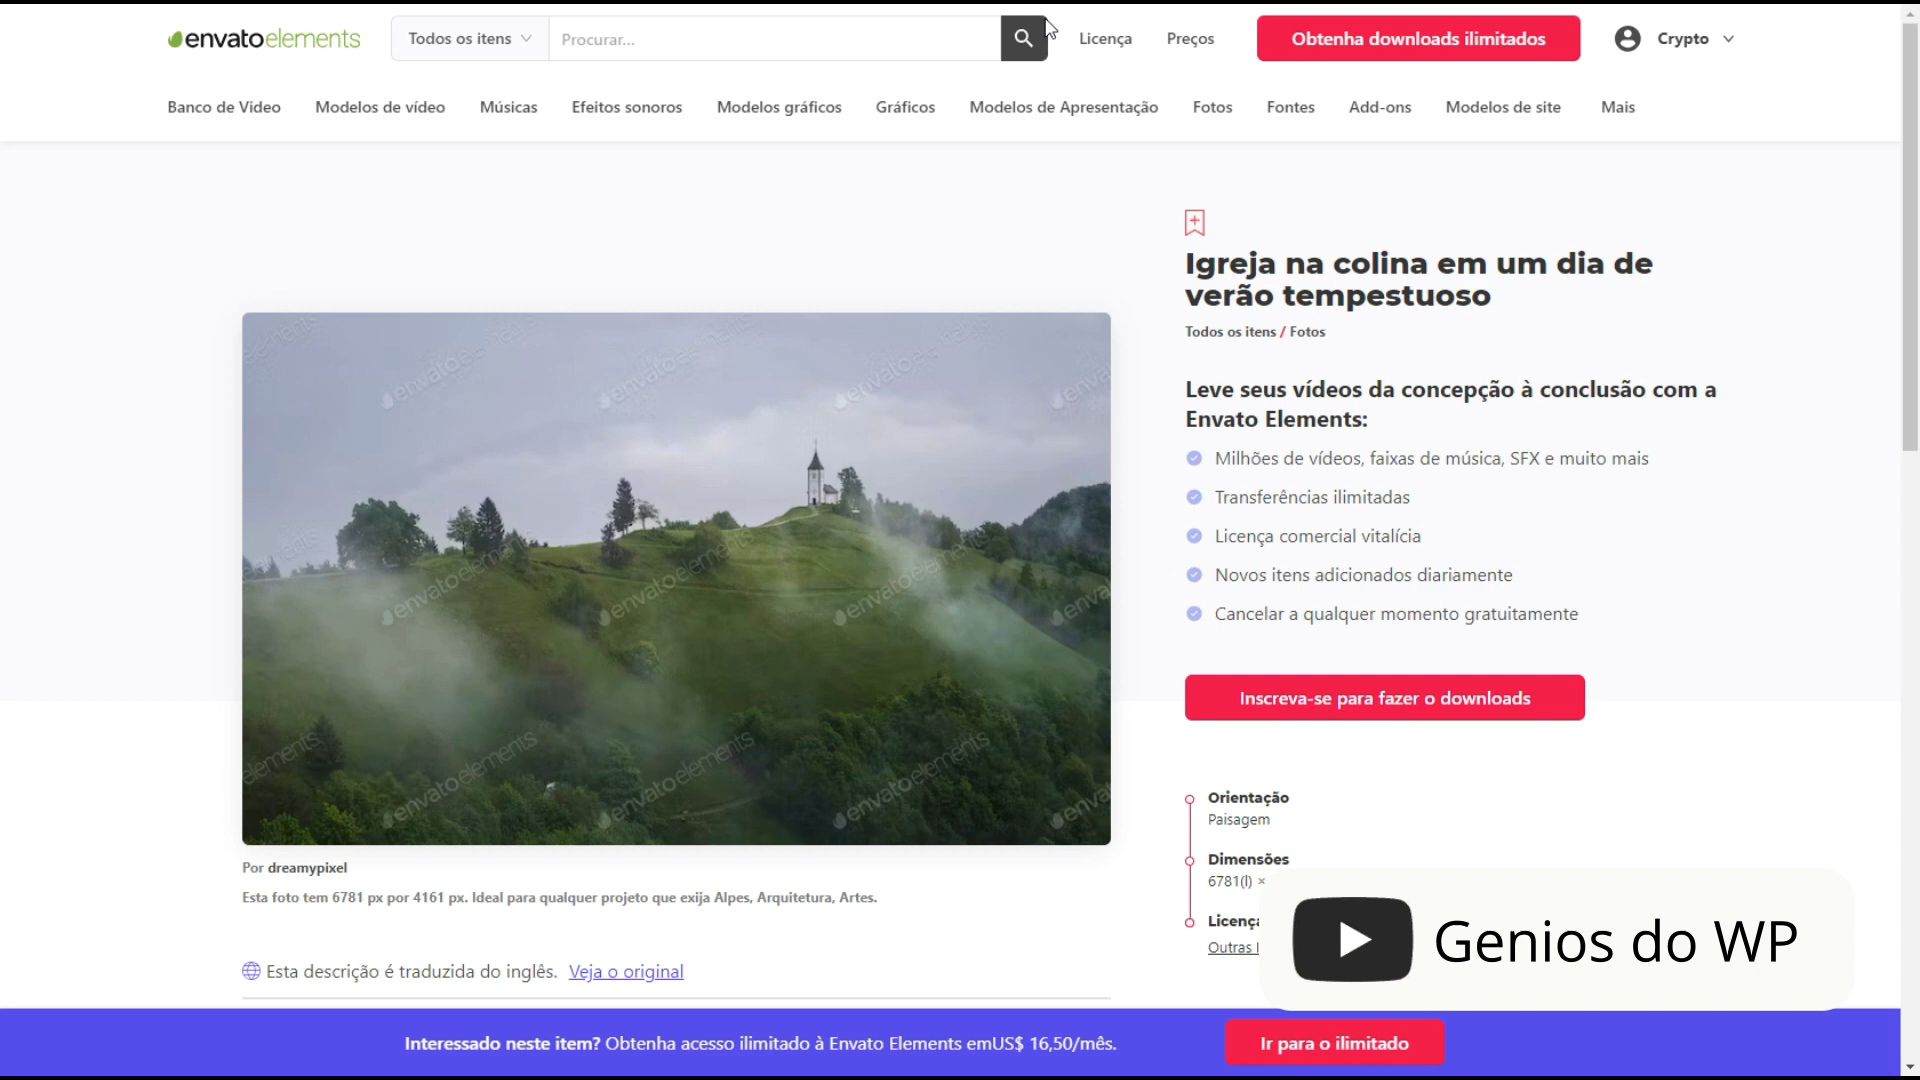 envatoelements
Todos os itens
Procurar...
Licença
Preços
Obtenha downloads ilimitados
Crypto
Banco de Video
Modelos de vídeo
Músicas
Efeitos sonoros
Modelos gráficos
Gráficos
Modelos de Apresentação
Fotos
Fontes
Add-ons
Modelos de site
Mais
Igreja na colina em um dia de
verão tempestuoso
Todos os itens / Fotos
Leve seus vídeos da concepção à conclusão com a
Envato Elements:
Milhões de vídeos, faixas de música, SFX e muito mais
Transferências ilimitadas
Licença comercial vitalícia
Novos itens adicionados diariamente
Cancelar a qualquer momento gratuitamente
Inscreva-se para fazer o downloads
Orientação
Paisagem
Dimensões
6781(l) ×
Licença
Outras
Por dreamypixel
Esta foto tem 6781 px por 4161 px. Ideal para qualquer projeto que exija Alpes, Arquitetura, Artes.
Esta descrição é traduzida do inglês. Veja o original
Genios do WP
Interessado neste item? Obtenha acesso ilimitado à Envato Elements emUS$ 16,50/mês.
Ir para o ilimitado